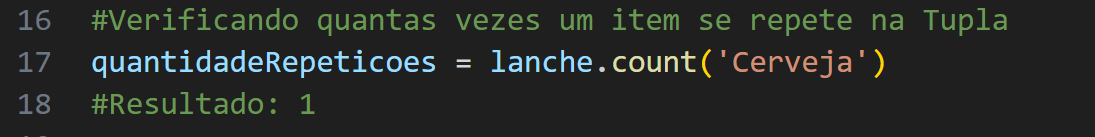 16 #Verificando quantas vezes um item se repete na Tupla
17 quantidadeRepeticoes = lanche.count('Cerveja')
18 #Resultado: 1